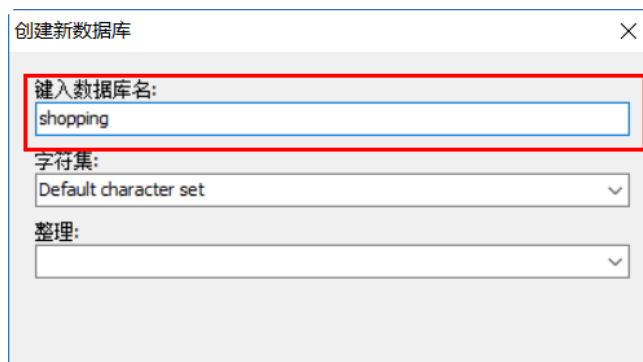 创建新数据库
键入数据库名:
shopping
字符集:
Default character set
整理: